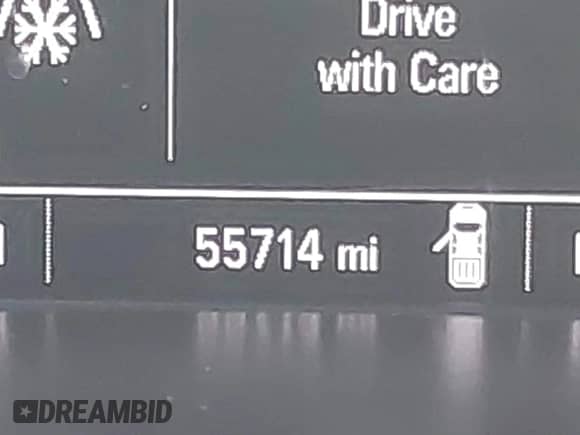 Drive
with Care
55714 mi
DREAMBID